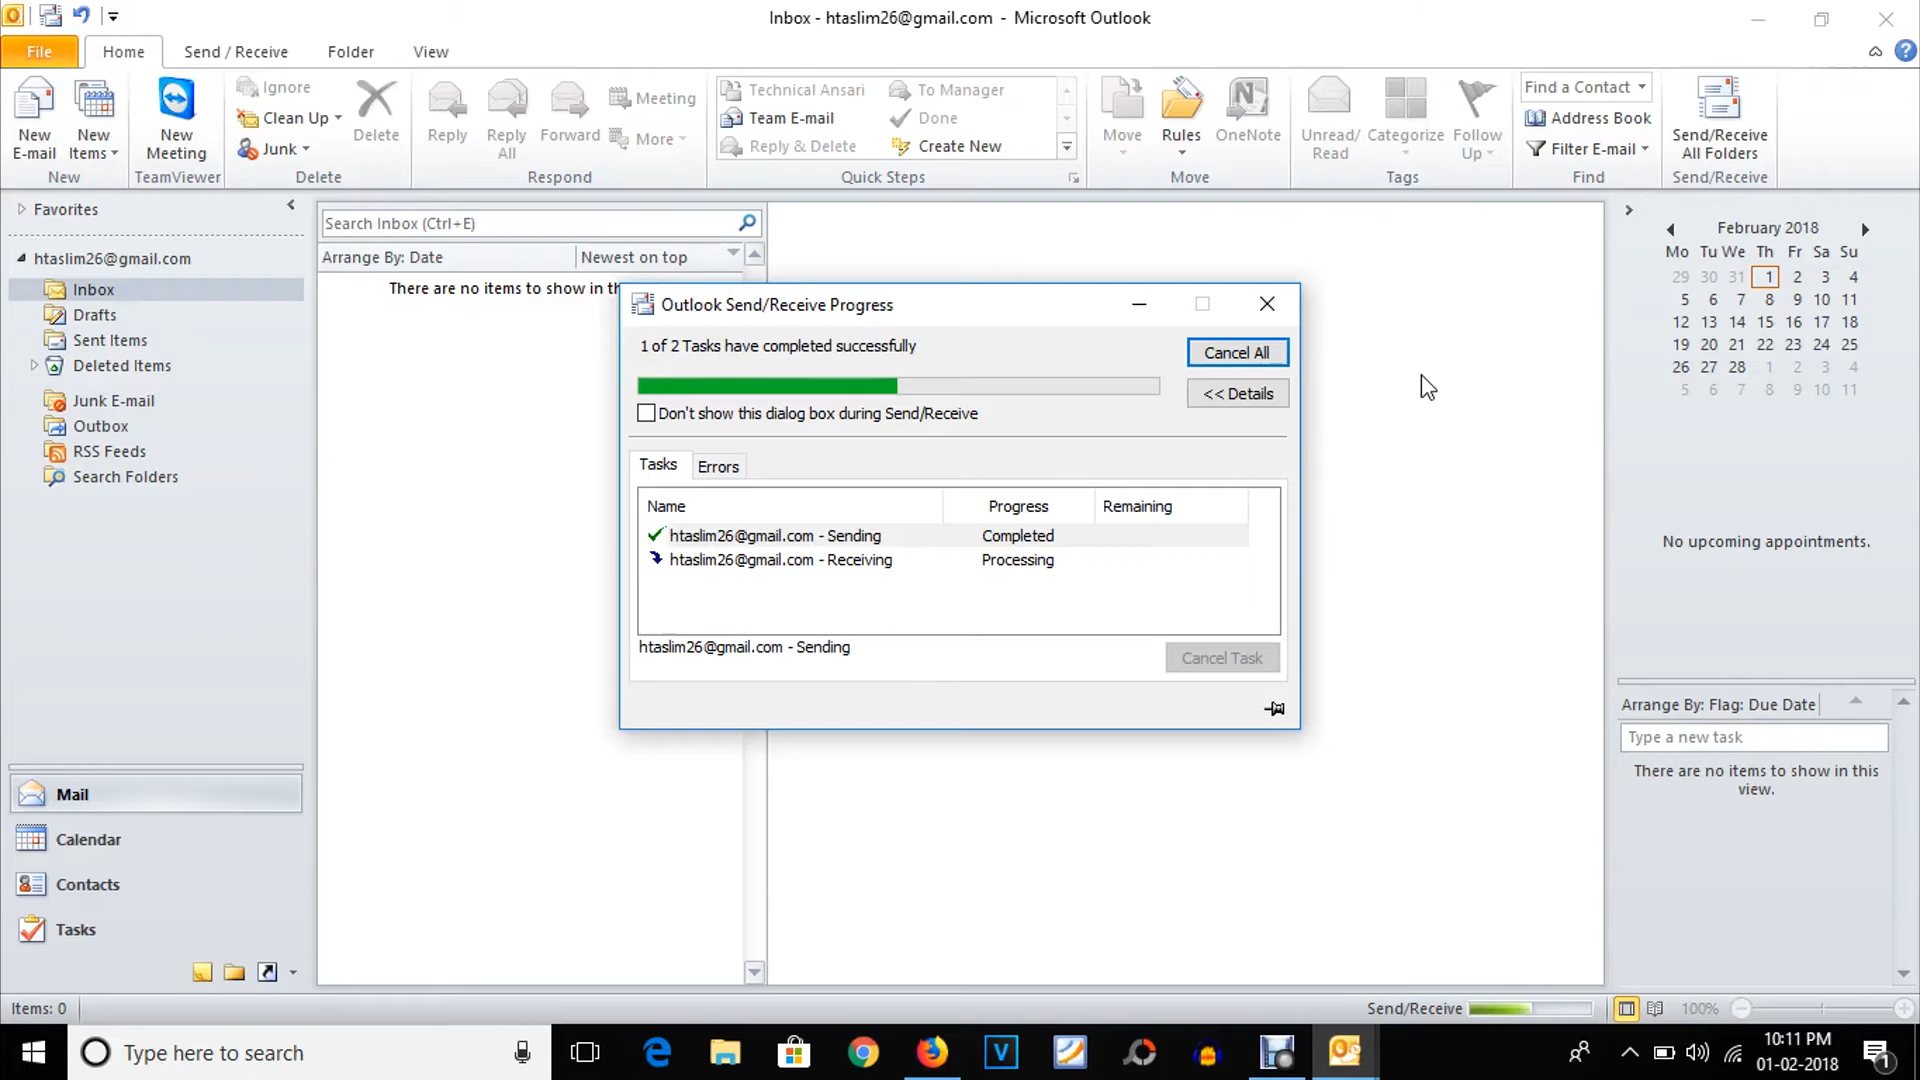 Inbox - htaslim26@gmail.com - Microsoft Outlook
File Home Send / Receive Folder View
New E-mail
New Items
New
New Meeting
TeamViewer
Ignore
Clean Up
Junk
Delete
Delete
Reply
Reply All
Forward
Meeting
More
Respond
Technical Ansari
Team E-mail
Reply & Delete
To Manager
Done
Create New
Quick Steps
Move
Rules
OneNote
Move
Unread/ Read
Categorize
Follow Up
Tags
Find a Contact
Address Book
Filter E-mail
Find
Send/Receive All Folders
Send/Receive
Favorites
htaslim26@gmail.com
Inbox
Drafts
Sent Items
Deleted Items
Junk E-mail
Outbox
RSS Feeds
Search Folders
Mail
Calendar
Contacts
Tasks
Search Inbox (Ctrl+E)
Arrange By: Date Newest on top
There are no items to show in th
Outlook Send/Receive Progress
1 of 2 Tasks have completed successfully
Cancel All
<< Details
Don't show this dialog box during Send/Receive
Tasks Errors
Name Progress Remaining
htaslim26@gmail.com - Sending Completed
htaslim26@gmail.com - Receiving Processing
htaslim26@gmail.com - Sending
Cancel Task
February 2018
Mo Tu We Th Fr Sa Su
29 30 31 1 2 3 4
5 6 7 8 9 10 11
12 13 14 15 16 17 18
19 20 21 22 23 24 25
26 27 28 1 2 3 4
5 6 7 8 9 10 11
No upcoming appointments.
Arrange By: Flag: Due Date
Type a new task
There are no items to show in this
view.
Items: 0
Send/Receive
100%
Type here to search
10:11 PM
01-02-2018
1